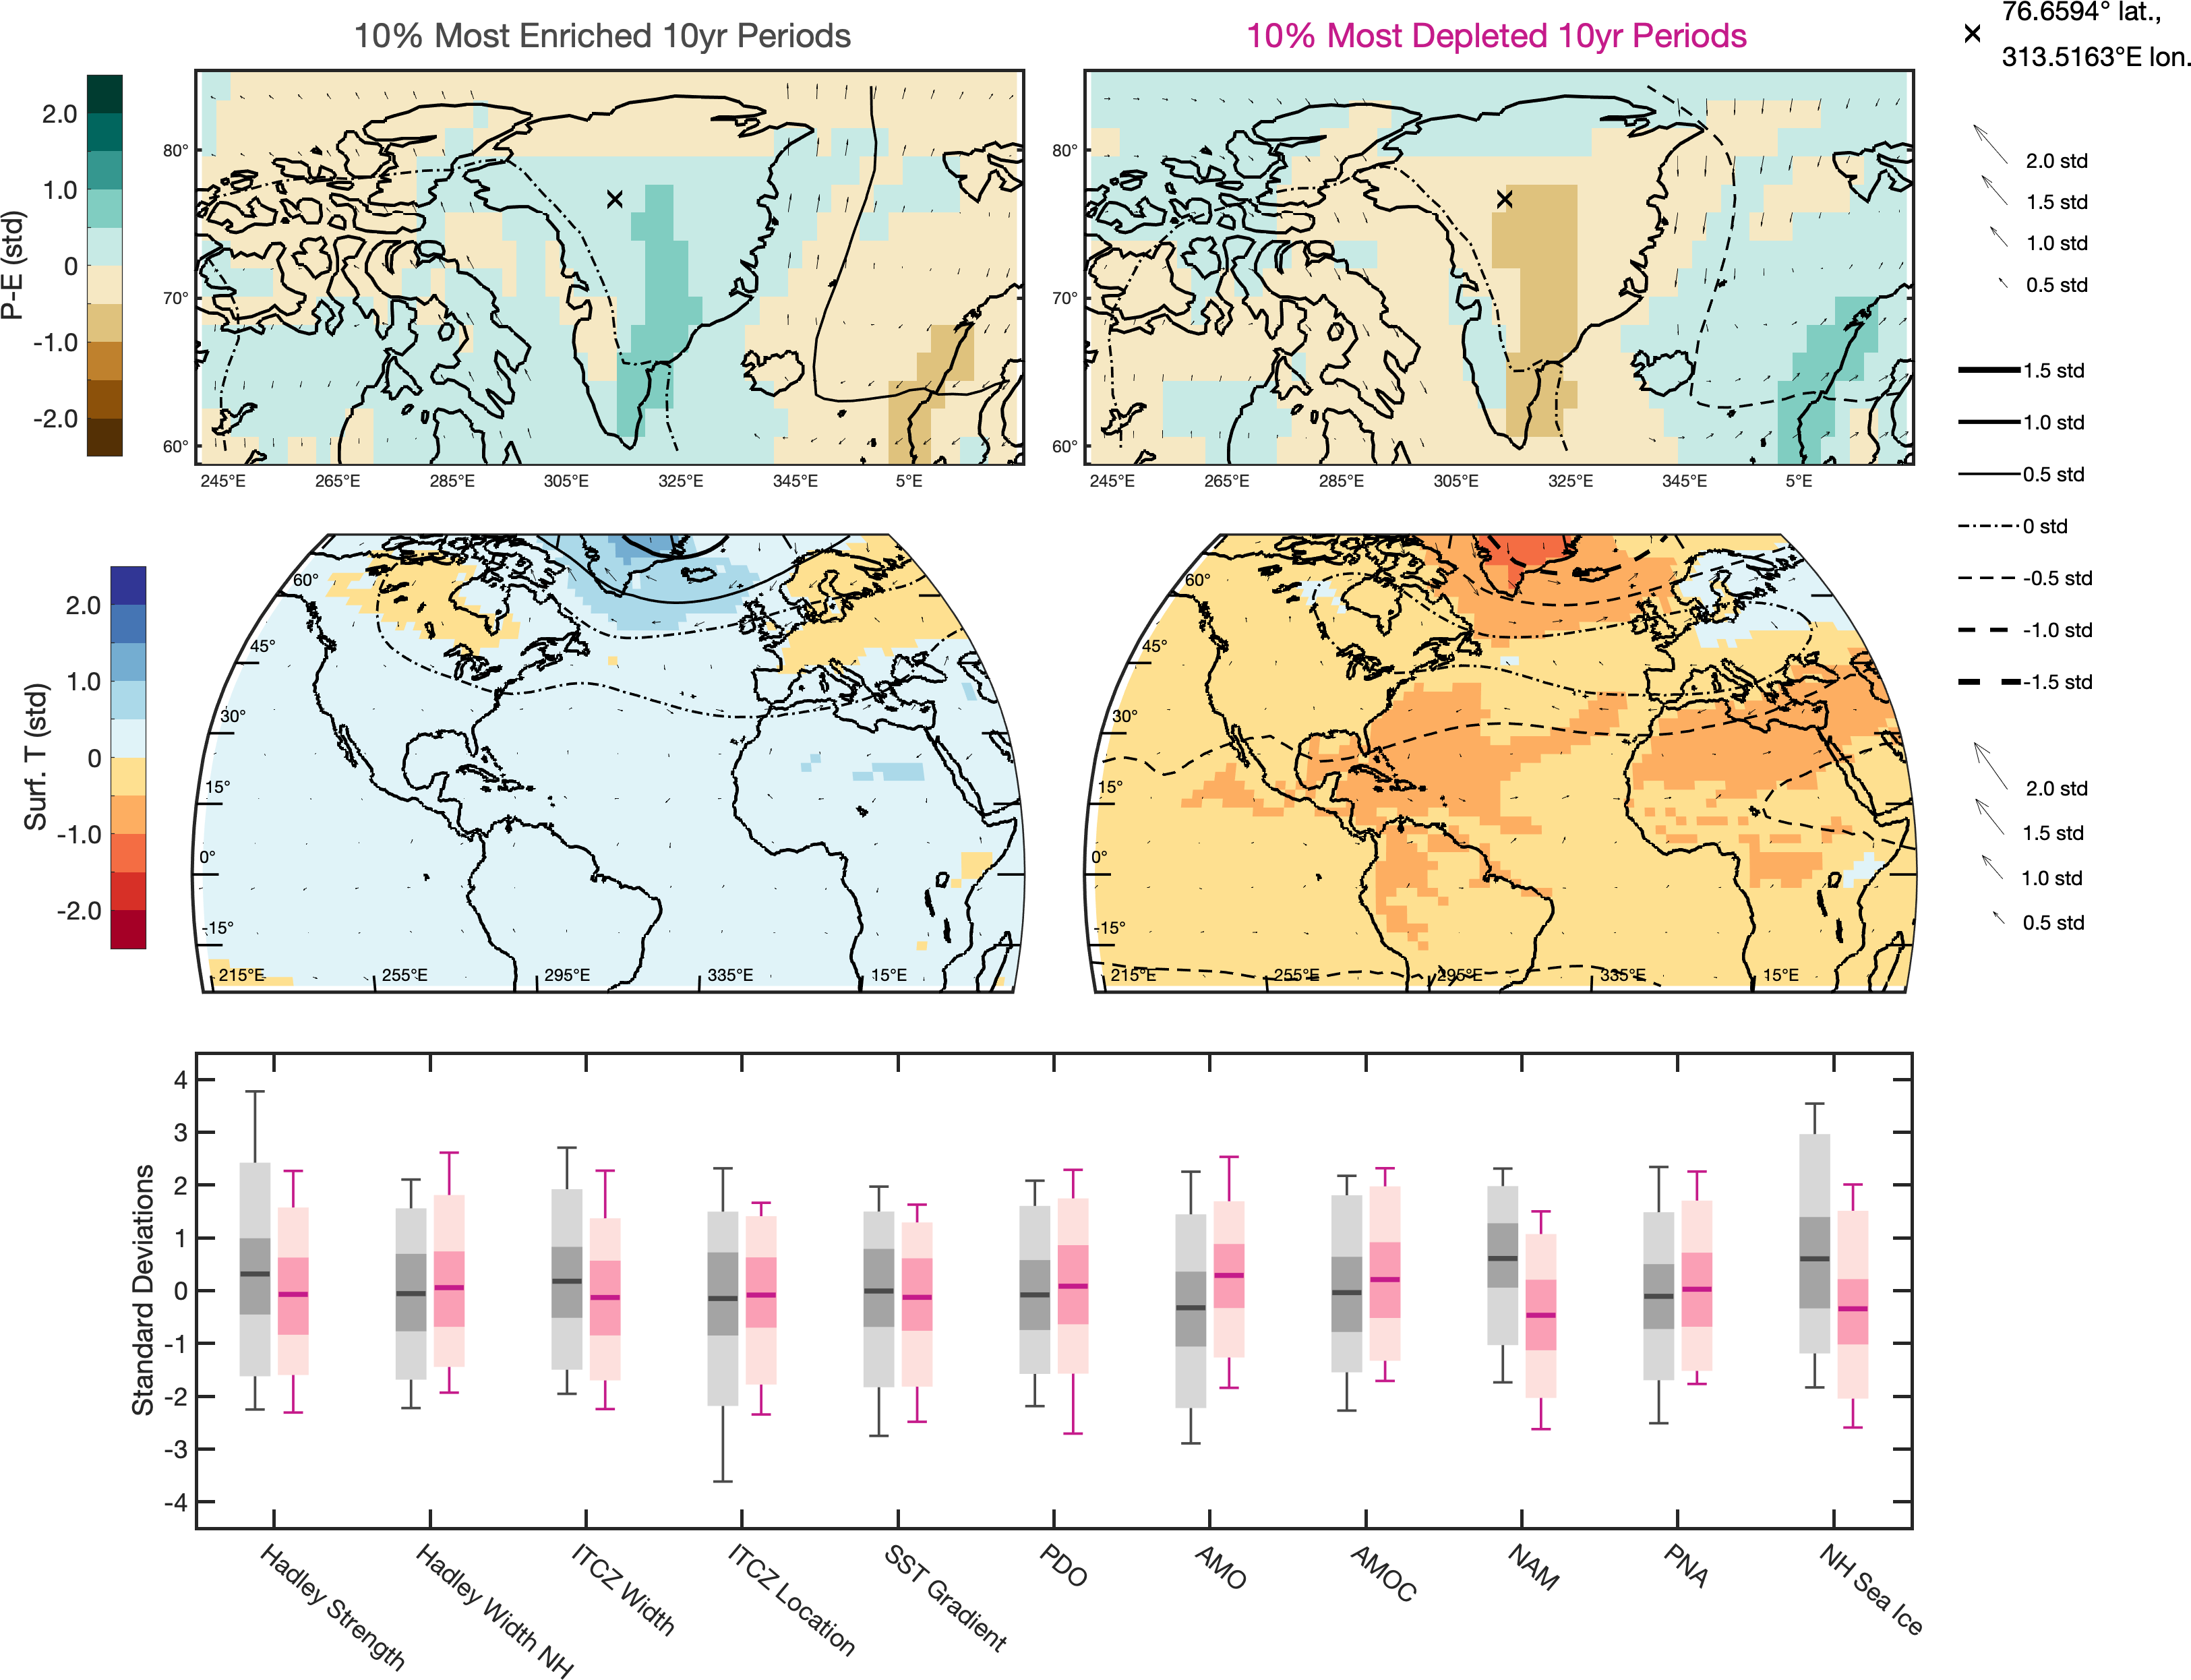 10% Most Enriched 10yr Periods
10% Most Depleted 10yr Periods
76.6594° lat.,
313.5163°E lon.
P-E (std)
2.0
1.0
0
-1.0
-2.0
80°
70°
60°
245°E 265°E 285°E 305°E 325°E 345°E 5°E
80°
70°
60°
245°E 265°E 285°E 305°E 325°E 345°E 5°E
2.0 std
1.5 std
1.0 std
0.5 std
1.5 std
1.0 std
0.5 std
0 std
-0.5 std
-1.0 std
-1.5 std
Surf. T (std)
2.0
1.0
0
-1.0
-2.0
60°
45°
30°
15°
0°
-15°
215°E 255°E 295°E 335°E 15°E
60°
45°
30°
15°
0°
-15°
215°E 255°E 295°E 335°E 15°E
2.0 std
1.5 std
1.0 std
0.5 std
Standard Deviations
4
3
2
1
0
-1
-2
-3
-4
Hadley Strength
Hadley Width NH
ITCZ Width
ITCZ Location
SST Gradient
PDO
AMO
AMOC
NAM
PNA
NH Sea Ice